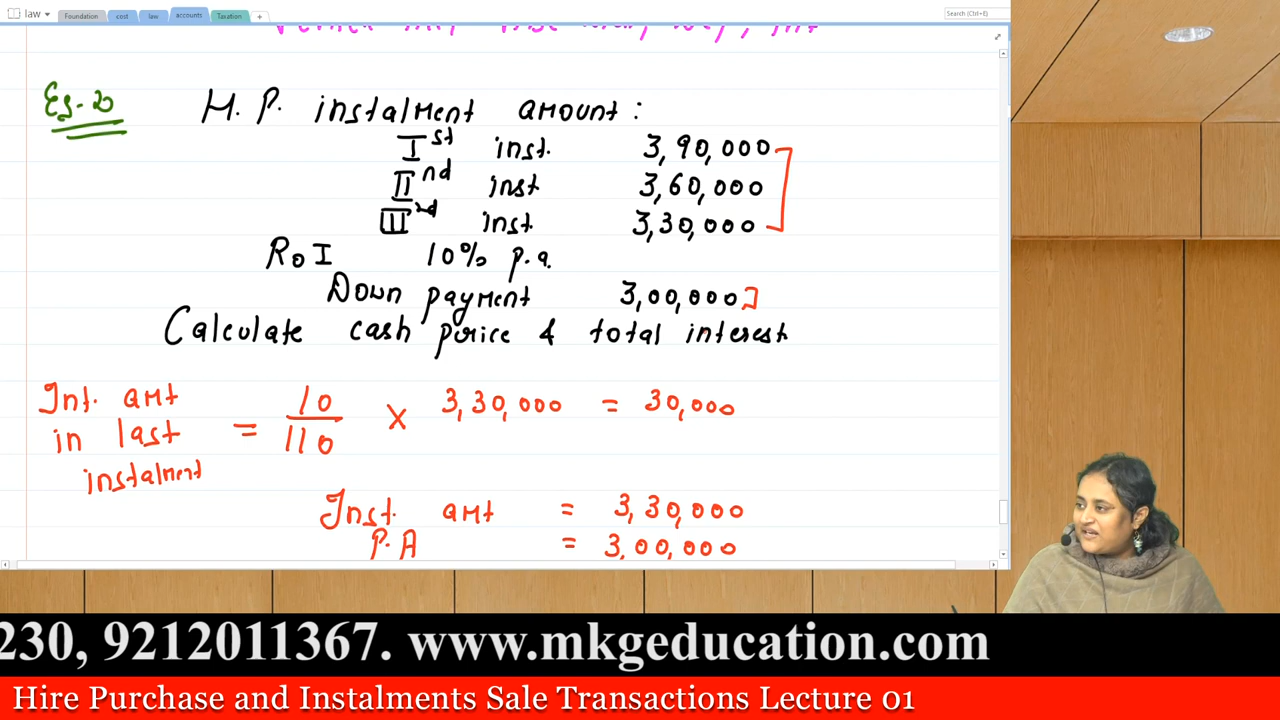 law
Foundation
cost
law
accounts
Taxation
Search (Ctrl+E)
Eg-20
H. P. instalment amount :
Ist inst. 3,90,000
IInd inst 3,60,000
IIIrd inst. 3,30,000
RoI 10% p.a.
Down payment 3,00,000
Calculate cash price & total interest
Int. amt in last instalment = 10/110 × 3,30,000 = 30,000
Inst. amt = 3,30,000
P.A = 3,00,000
230, 9212011367. www.mkgeducation.com
Hire Purchase and Instalments Sale Transactions Lecture 01